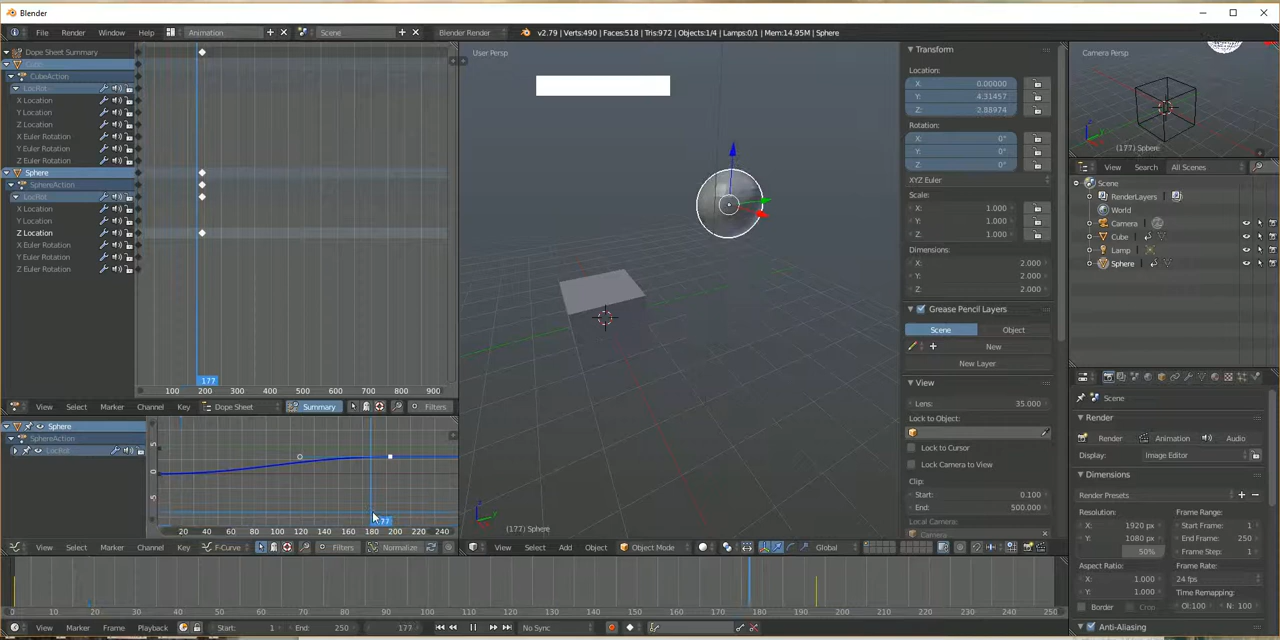 Blender
File Render Window Help Animation Scene Blender Render v2.79 | Verts:490 | Faces:518 | Tris:972 | Objects:1/4 | Lamps:0/1 | Mem:14.95M | Sphere
Dope Sheet Summary
CubeAction
LocRot
X Location
Y Location
Z Location
X Euler Rotation
Y Euler Rotation
Z Euler Rotation
Sphere
SphereAction
LocRot
X Location
Y Location
Z Location
X Euler Rotation
Y Euler Rotation
Z Euler Rotation
177
100 200 300 400 500 600 700 800 900
View Select Marker Channel Key Dope Sheet Summary Filters
Sphere
SphereAction
LocRot
20 40 60 80 100 120 140 160 180 200 220 240
View Select Marker Channel Key F-Curve Filters Normalize
User Persp
(177) Sphere
View Select Add Object Object Mode Global
Transform
Location:
X: 0.00000
Y: 4.31457
Z: 2.88974
Rotation:
X: 0°
Y: 0°
Z: 0°
XYZ Euler
Scale:
X: 1.000
Y: 1.000
Z: 1.000
Dimensions:
X: 2.000
Y: 2.000
Z: 2.000
Grease Pencil Layers
Scene Object
New
New Layer
View
Lens: 35.000
Lock to Object:
Lock to Cursor
Lock Camera to View
Clip:
Start: 0.100
End: 500.000
Local Camera:
Camera Persp
(177) Sphere
View Search All Scenes
Scene
RenderLayers
World
Camera
Cube
Lamp
Sphere
Scene
Render
Render Animation Audio
Display: Image Editor
Dimensions
Render Presets
Resolution: Frame Range:
X: 1920 px Start Frame: 1
Y: 1080 px End Frame: 250
50% Frame Step: 1
Aspect Ratio: Frame Rate:
X: 1.000 24 fps
Y: 1.000 Time Remapping:
Border Crop Ol:100 N: 100
Anti-Aliasing
0 10 20 30 40 50 60 70 80 90 100 110 120 130 140 150 160 170 180 190 200 210 220 230 240 250
View Marker Frame Playback Start: 1 End: 250 177 No Sync